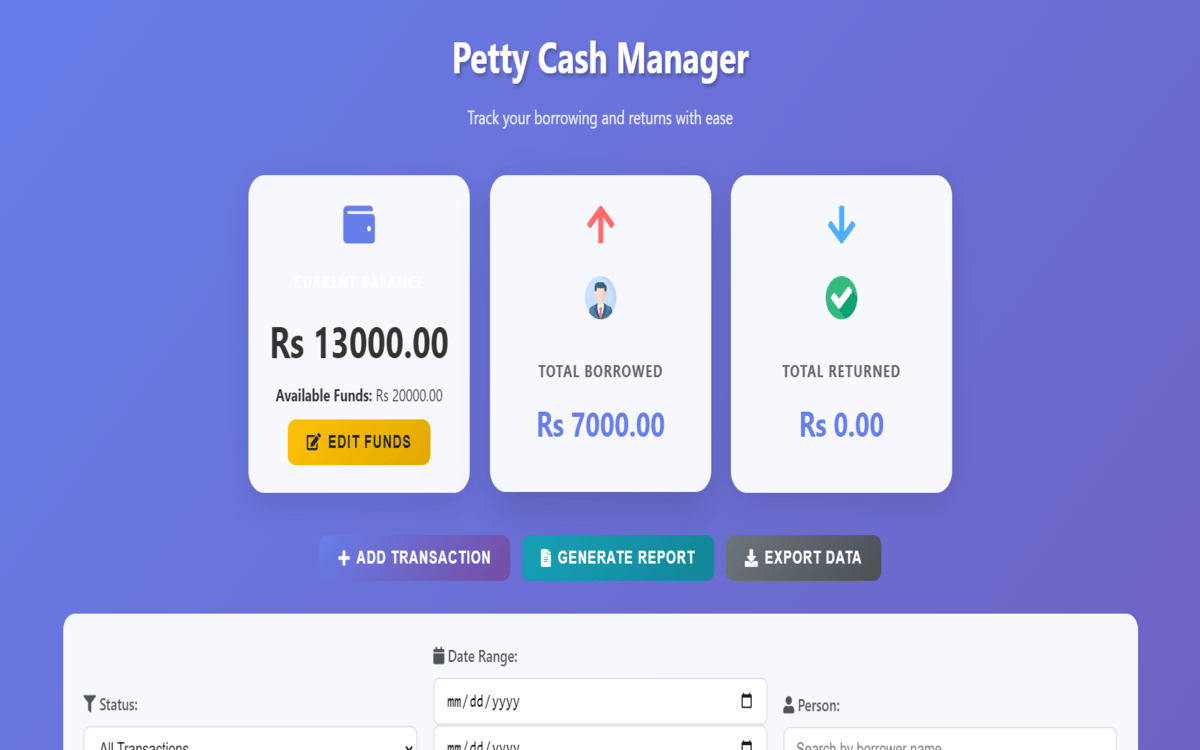 Petty Cash Manager
Track your borrowing and returns with ease
CURRENT BALANCE
Rs 13000.00
Available Funds: Rs 20000.00
EDIT FUNDS
TOTAL BORROWED
Rs 7000.00
TOTAL RETURNED
Rs 0.00
ADD TRANSACTION
GENERATE REPORT
EXPORT DATA
Status:
All Transactions
Date Range:
mm/dd/yyyy
mm/dd/yyyy
Person:
Search by borrower name